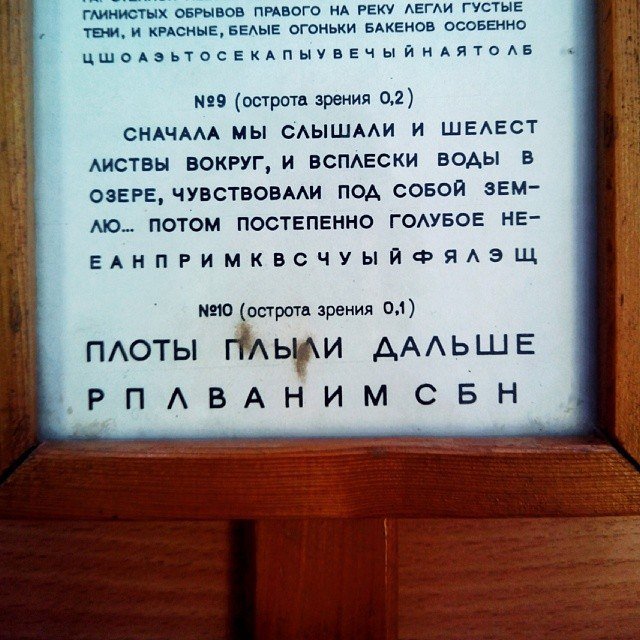 ГЛИНИСТЫХ ОБРЫВОВ ПРАВОГО НА РЕКУ ЛЕГЛИ ГУСТЫЕ
ТЕНИ, И КРАСНЫЕ, БЕЛЫЕ ОГОНЬКИ БАКЕНОВ ОСОБЕННО
ЦШОАЭЬТОСЕКАПЫУВЕЧЫЙНАЯТОЛБ
№9 (острота зрения 0,2)
СНАЧАЛА МЫ СЛЫШАЛИ И ШЕЛЕСТ
ЛИСТВЫ ВОКРУГ, И ВСПЛЕСКИ ВОДЫ В
ОЗЕРЕ, ЧУВСТВОВАЛИ ПОД СОБОЙ ЗЕМ–
ЛЮ... ПОТОМ ПОСТЕПЕННО ГОЛУБОЕ НЕ–
ЕАНПРИМКВСЧУЫЙФЯЛЭЩ
№10 (острота зрения 0,1)
ПЛОТЫ ПЛЫЛИ ДАЛЬШЕ
РПЛВАНИМСБН